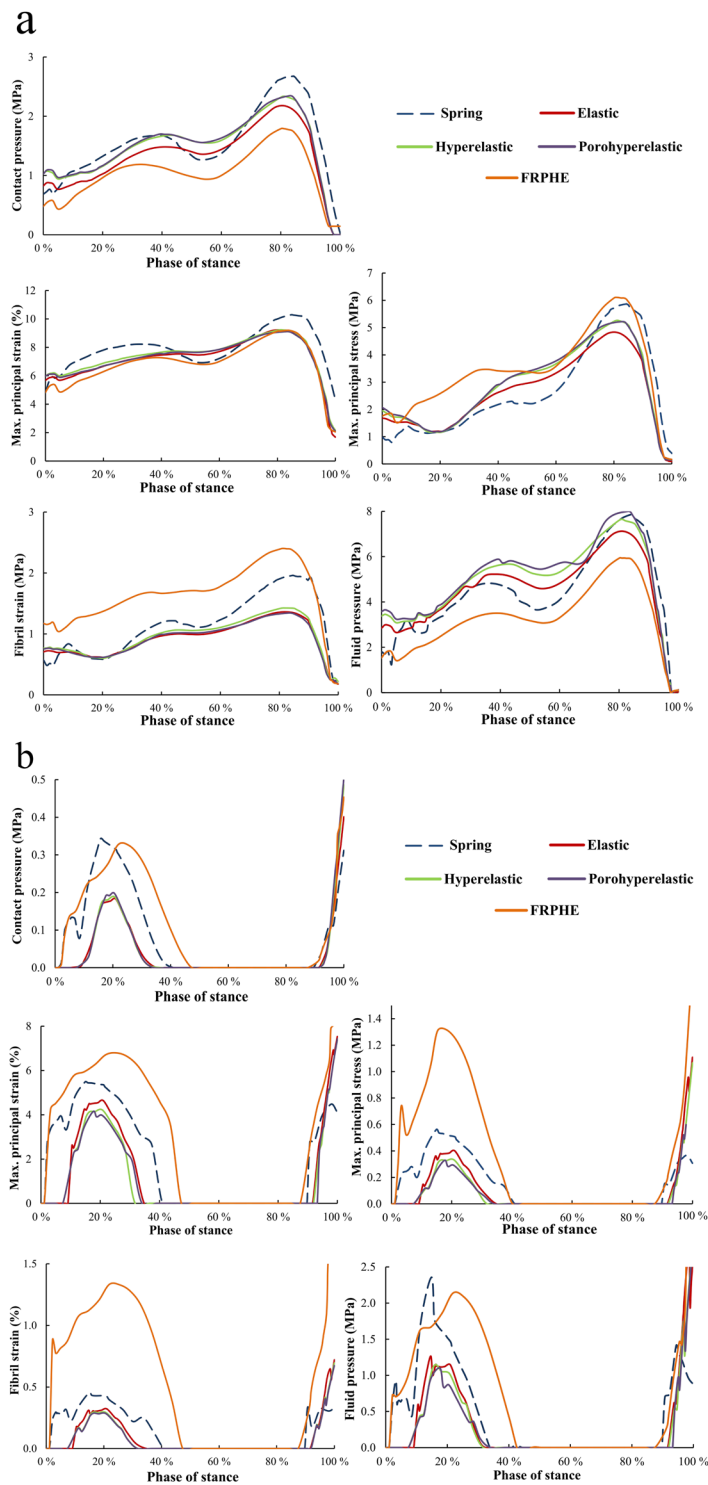 a
Contact pressure (MPa)
3
2
1
0
0 % 20 % 40 % 60 % 80 % 100 %
Phase of stance
Spring
Elastic
Hyperelastic
Porohyperelastic
FRPHE
Max. principal strain (%)
12
10
8
6
4
2
0
0 % 20 % 40 % 60 % 80 % 100 %
Phase of stance
Max. principal stress (MPa)
7
6
5
4
3
2
1
0
0 % 20 % 40 % 60 % 80 % 100 %
Phase of stance
Fibril strain (MPa)
3
2
1
0
0 % 20 % 40 % 60 % 80 % 100 %
Phase of stance
Fluid pressure (MPa)
8
6
4
2
0
0 % 20 % 40 % 60 % 80 % 100 %
Phase of stance
b
Contact pressure (MPa)
0.5
0.4
0.3
0.2
0.1
0.0
0 % 20 % 40 % 60 % 80 % 100 %
Phase of stance
Spring
Elastic
Hyperelastic
Porohyperelastic
FRPHE
Max. principal strain (%)
8
6
4
2
0
0 % 20 % 40 % 60 % 80 % 100 %
Phase of stance
Max. principal stress (MPa)
1.4
1.2
1.0
0.8
0.6
0.4
0.2
0.0
0 % 20 % 40 % 60 % 80 % 100 %
Phase of stance
Fibril strain (%)
1.5
1.0
0.5
0.0
0 % 20 % 40 % 60 % 80 % 100 %
Phase of stance
Fluid pressure (MPa)
2.5
2.0
1.5
1.0
0.5
0.0
0 % 20 % 40 % 60 % 80 % 100 %
Phase of stance